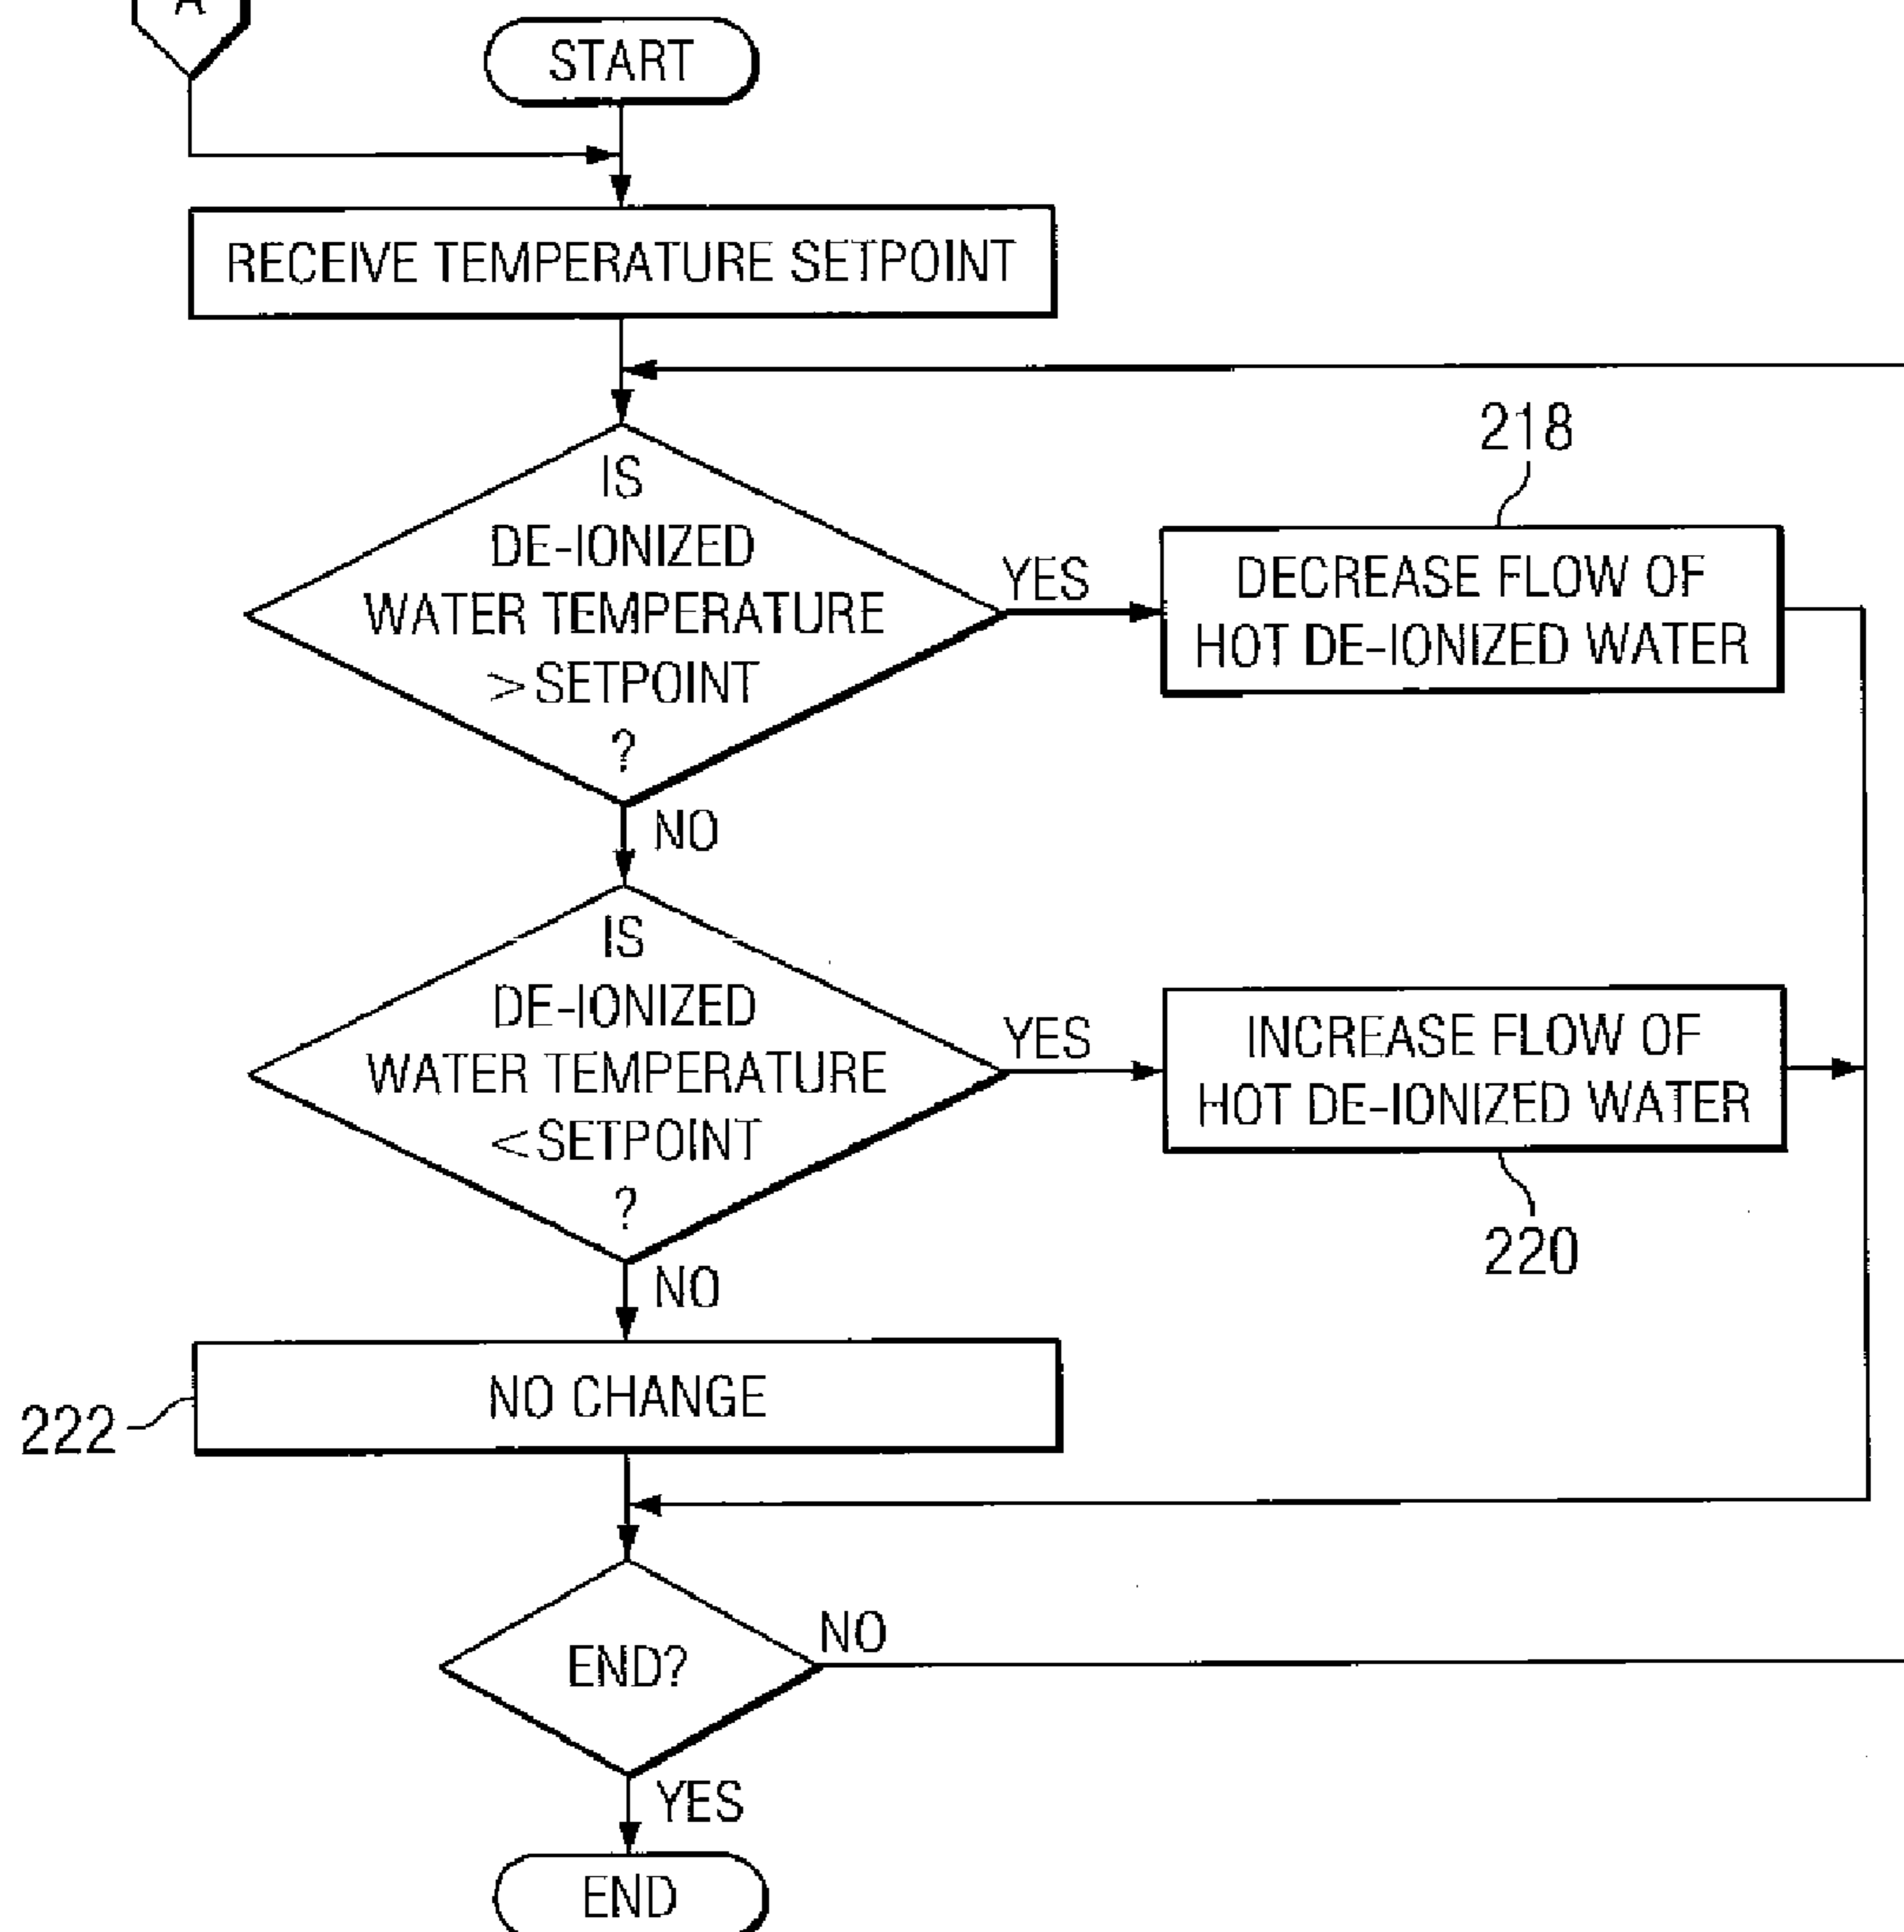 A
START
RECEIVE TEMPERATURE SETPOINT
218
IS
DE-IONIZED
WATER TEMPERATURE
>SETPOINT
?
YES
DECREASE FLOW OF
HOT DE-IONIZED WATER
NO
IS
DE-IONIZED
WATER TEMPERATURE
<SETPOINT
?
YES
INCREASE FLOW OF
HOT DE-IONIZED WATER
220
NO
NO CHANGE
222
END?
NO
YES
END